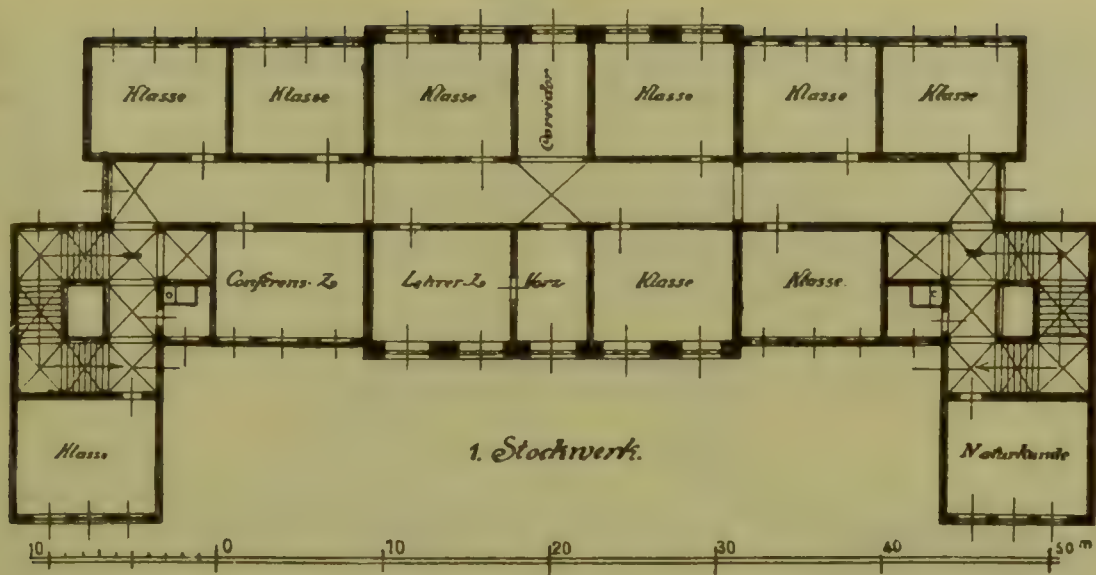 Klasse Klasse Klasse Corridor Klasse Klasse Klasse
Conferens-Z. Lehrer-Z. Vorz. Klasse Klasse.
Klasse 1. Stockwerk. Naturkunde
10 0 10 20 30 40 50 m